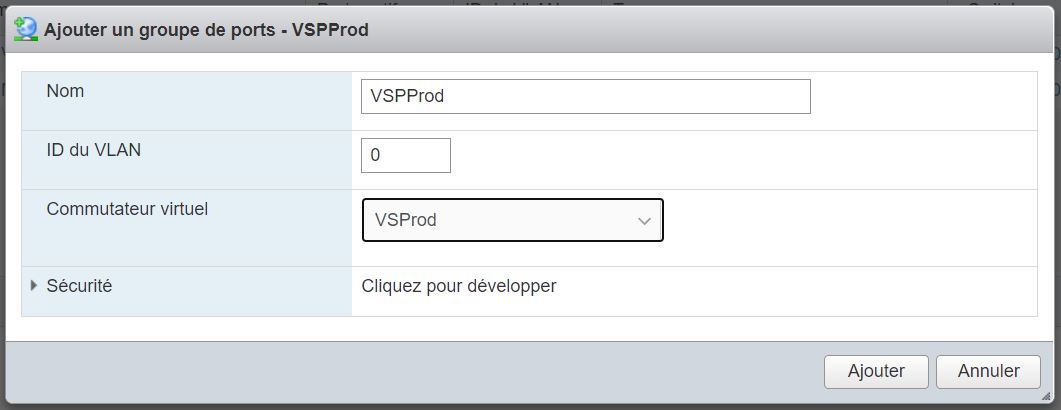 Ajouter un groupe de ports - VSPProd
Nom
VSPProd
ID du VLAN
0
Commutateur virtuel
VSProd
Sécurité
Cliquez pour développer
Ajouter
Annuler